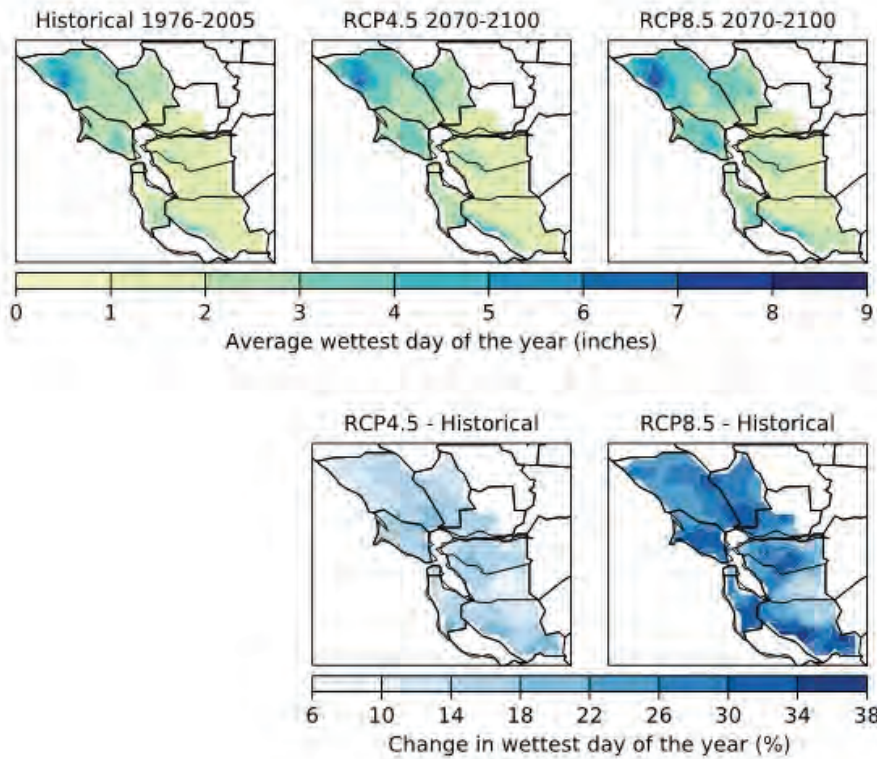 Historical 1976-2005 RCP4.5 2070-2100 RCP8.5 2070-2100
0 1 2 3 4 5 6 7 8 9
Average wettest day of the year (inches)
RCP4.5 - Historical RCP8.5 - Historical
6 10 14 18 22 26 30 34 38
Change in wettest day of the year (%)